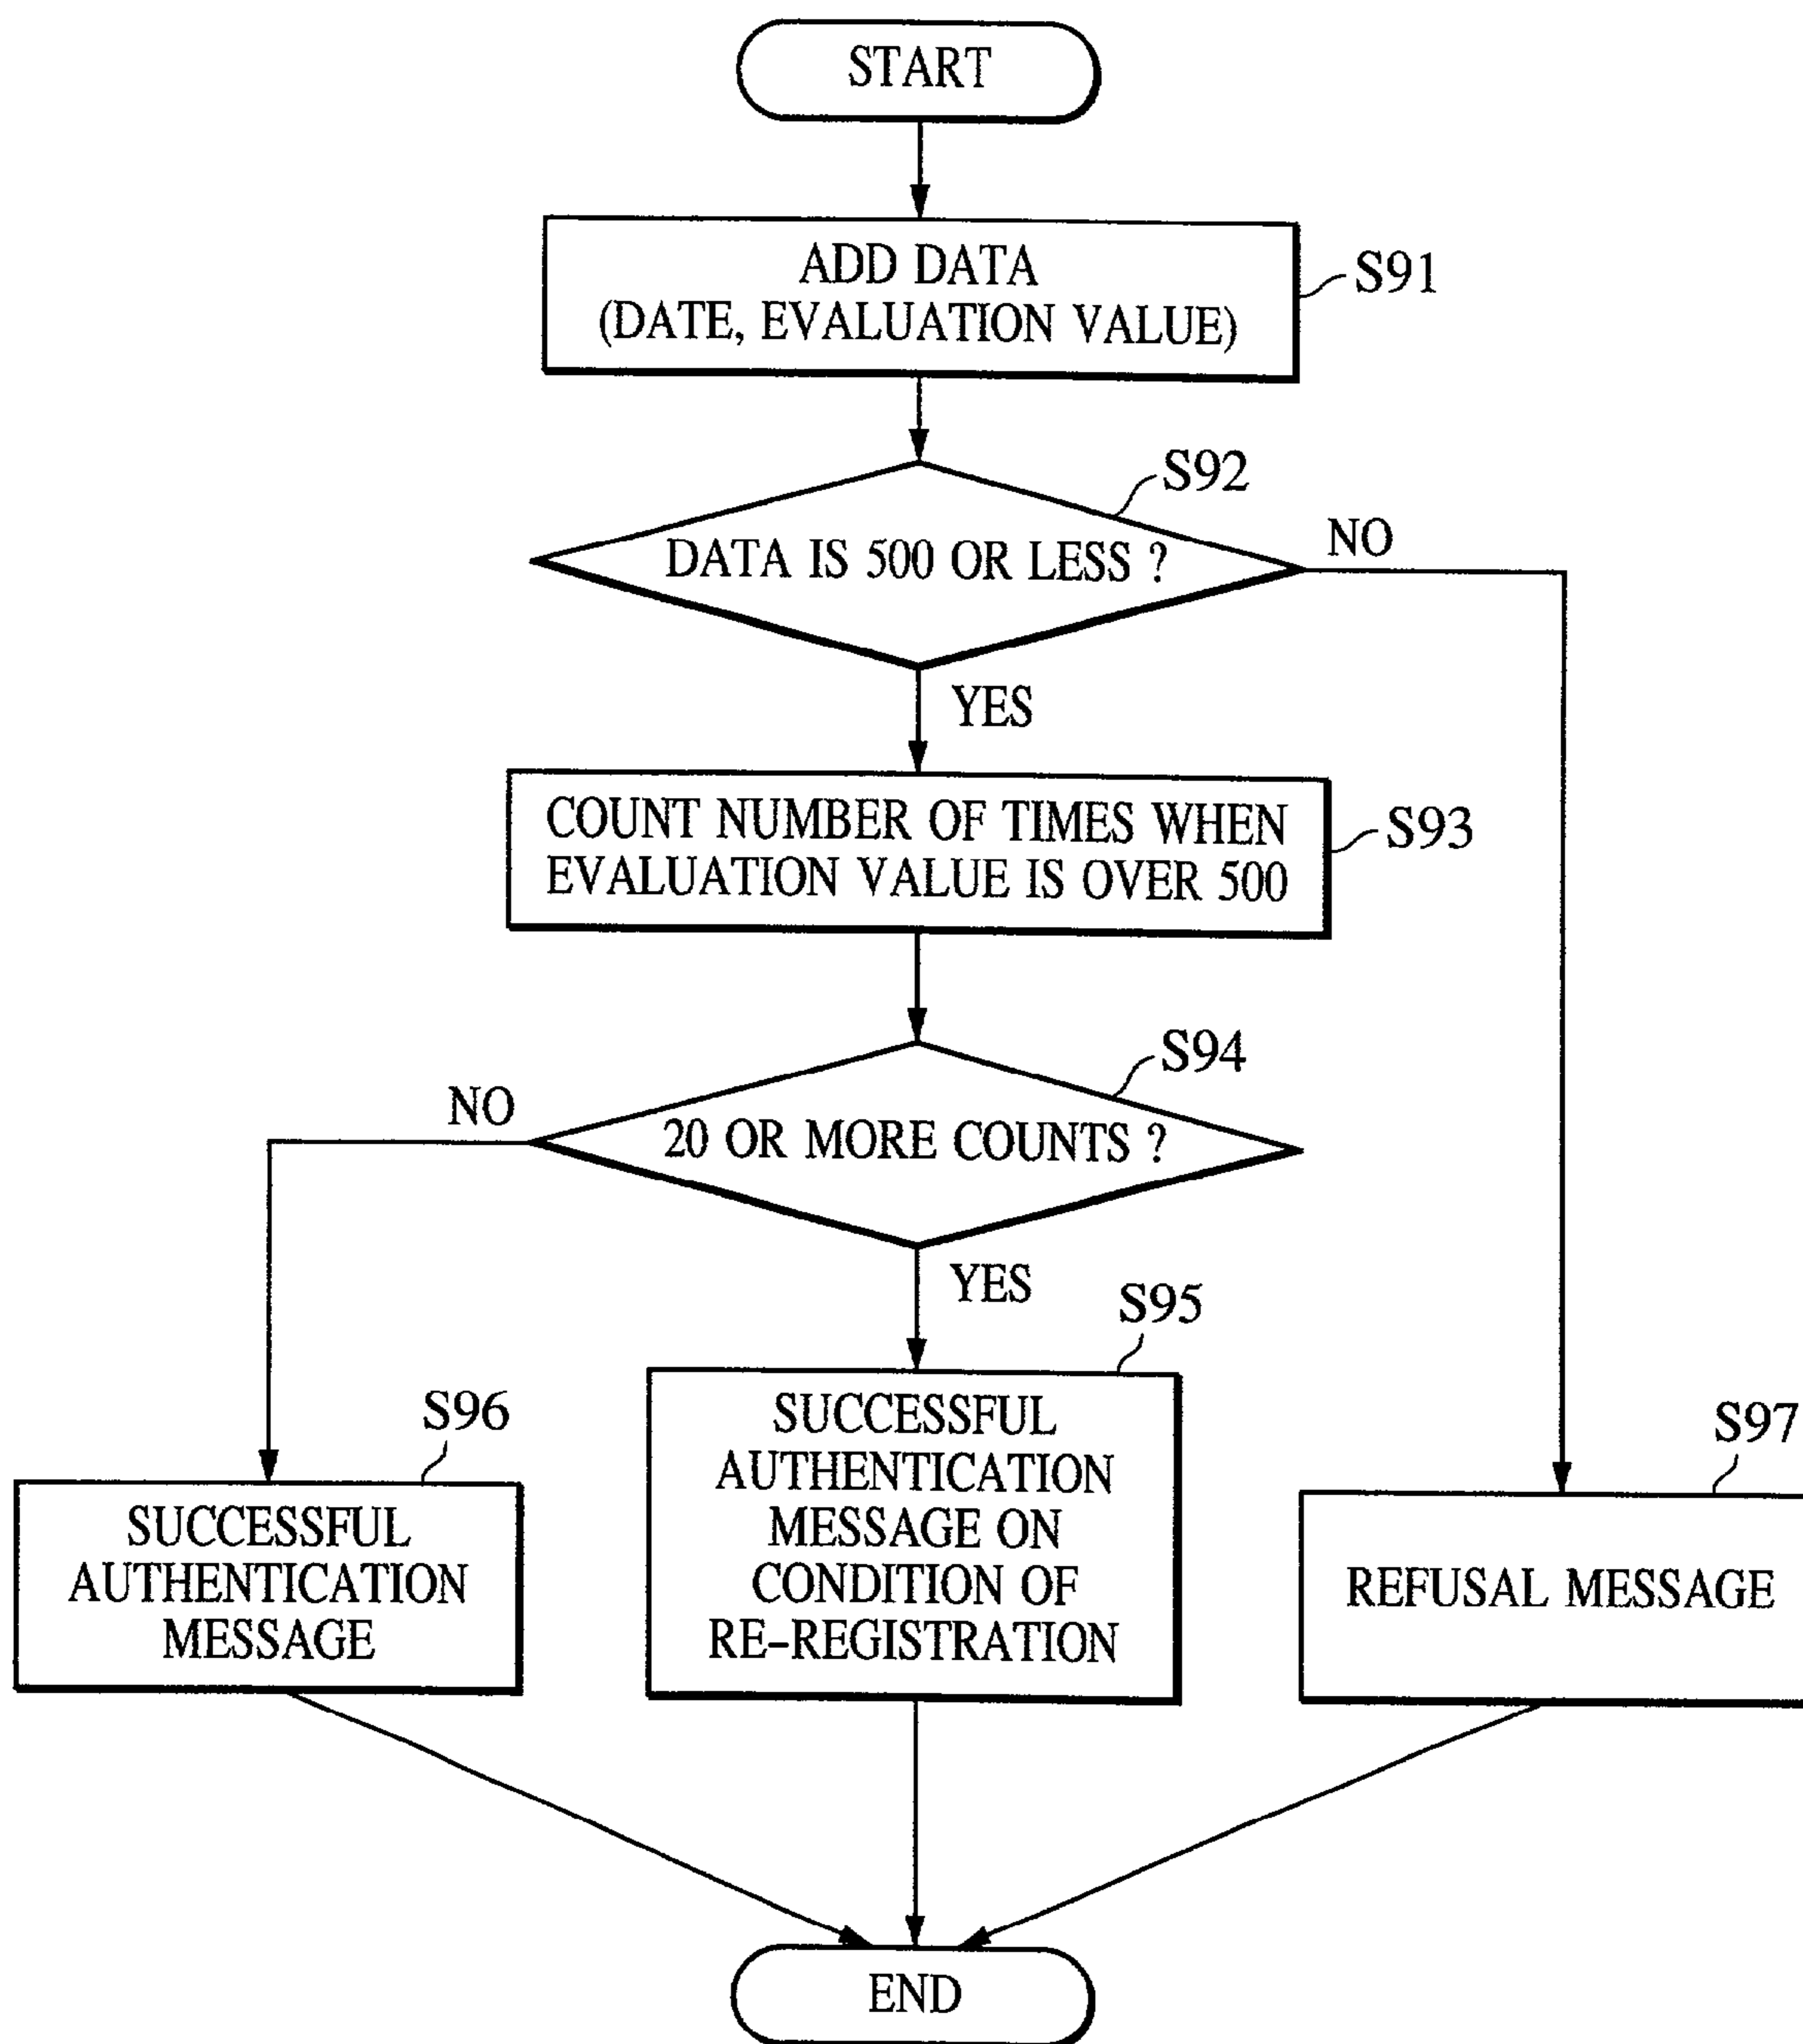 START
ADD DATA
(DATE, EVALUATION VALUE)
S91
S92
DATA IS 500 OR LESS ?
NO
YES
COUNT NUMBER OF TIMES WHEN
EVALUATION VALUE IS OVER 500
S93
S94
NO
20 OR MORE COUNTS ?
YES
S95
SUCCESSFUL
AUTHENTICATION
MESSAGE ON
CONDITION OF
RE-REGISTRATION
S96
SUCCESSFUL
AUTHENTICATION
MESSAGE
S97
REFUSAL MESSAGE
END